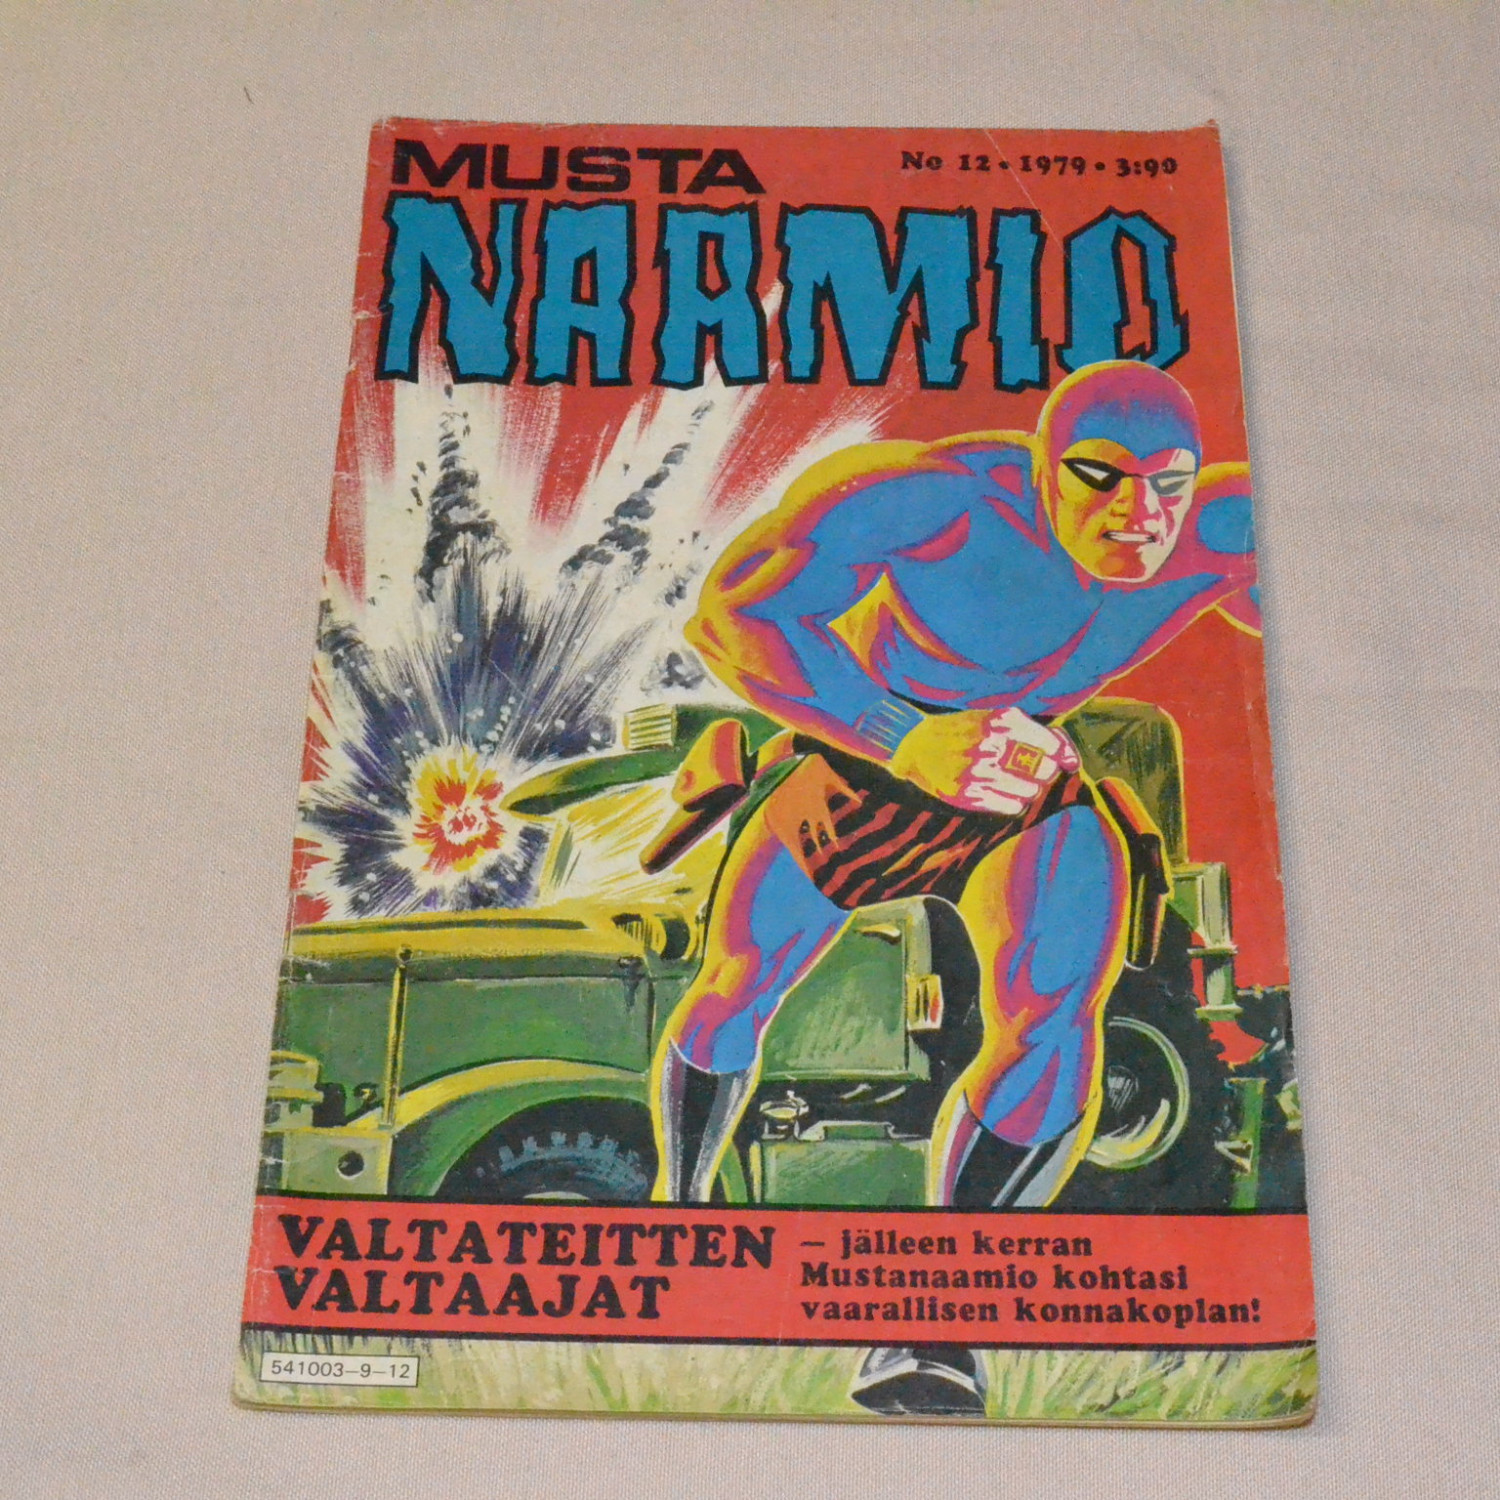 MUSTA
NAAMIO
No 12 • 1979 • 3:90
VALTATEITTEN
VALTAAJAT
– jälleen kerran
Mustanaamio kohtasi
vaarallisen konnakoplan!
541003–9–12